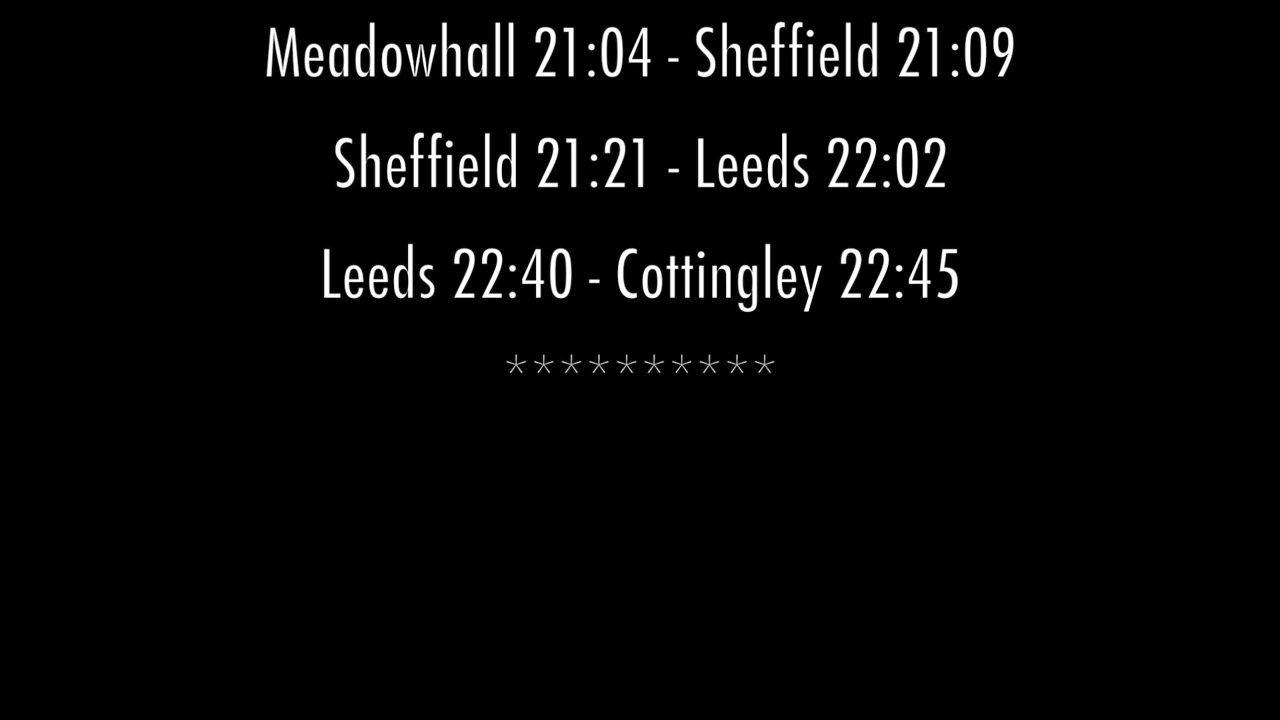 Meadowhall 21:04 - Sheffield 21:09
Sheffield 21:21 - Leeds 22:02
Leeds 22:40 - Cottingley 22:45
**********